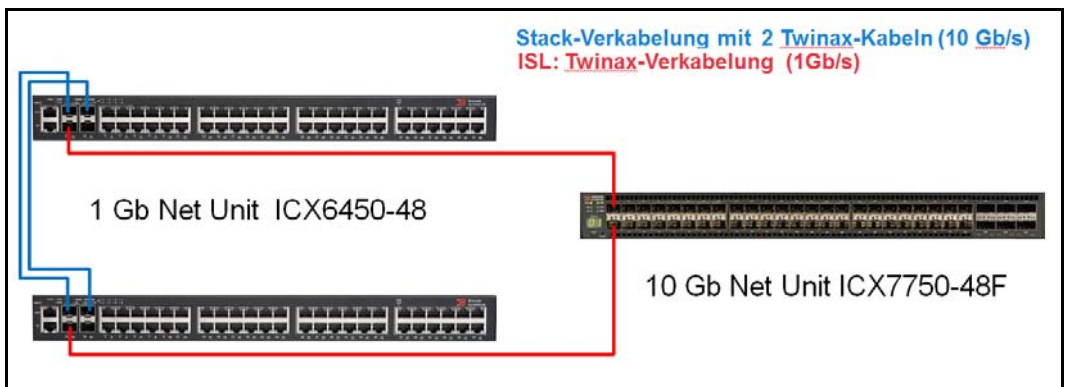 Stack-Verkabelung mit 2 Twinax-Kabeln (10 Gb/s)
ISL: Twinax-Verkabelung (1Gb/s)
1 Gb Net Unit ICX6450-48
10 Gb Net Unit ICX7750-48F